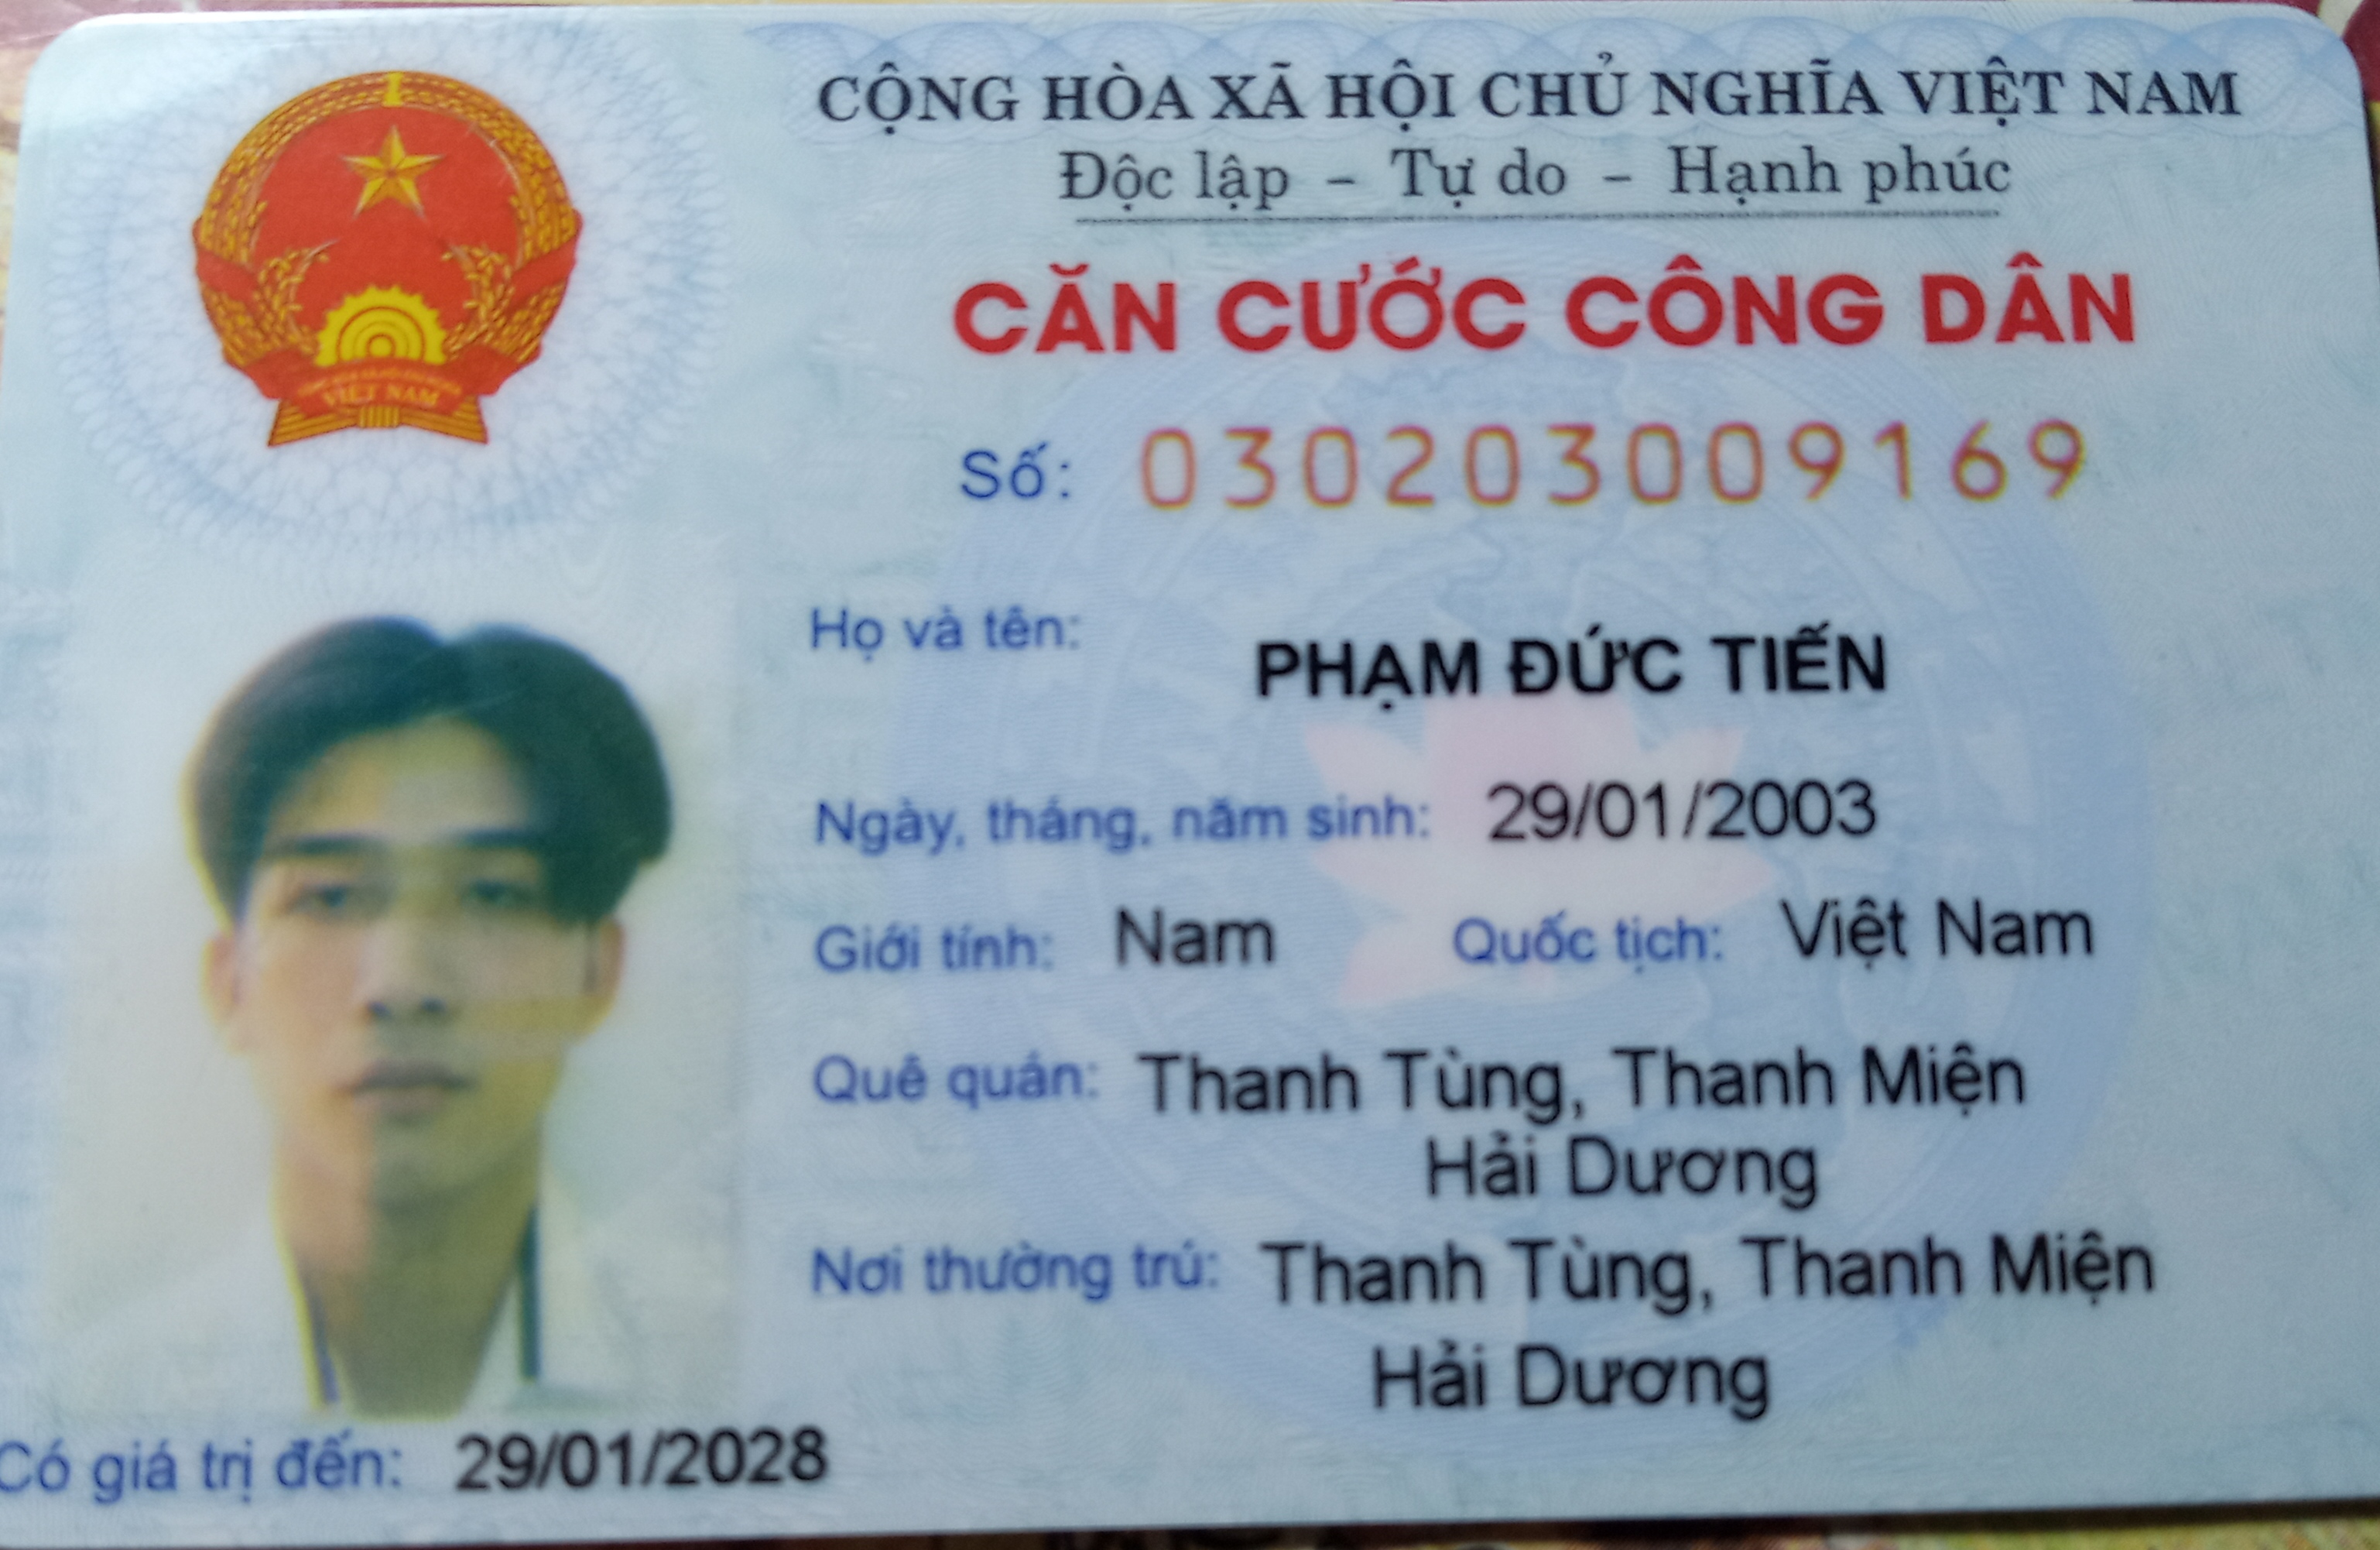 CỘNG HÒA XÃ HỘI CHỦ NGHĨA VIỆT NAM
Độc lập – Tự do – Hạnh phúc
CĂN CƯỚC CÔNG DÂN
Số: 030203009169
Họ và tên: PHẠM ĐỨC TIẾN
Ngày, tháng, năm sinh: 29/01/2003
Giới tính: Nam Quốc tịch: Việt Nam
Quê quán: Thanh Tùng, Thanh Miện
Hải Dương
Nơi thường trú: Thanh Tùng, Thanh Miện
Hải Dương
Có giá trị đến: 29/01/2028
VIỆT NAM